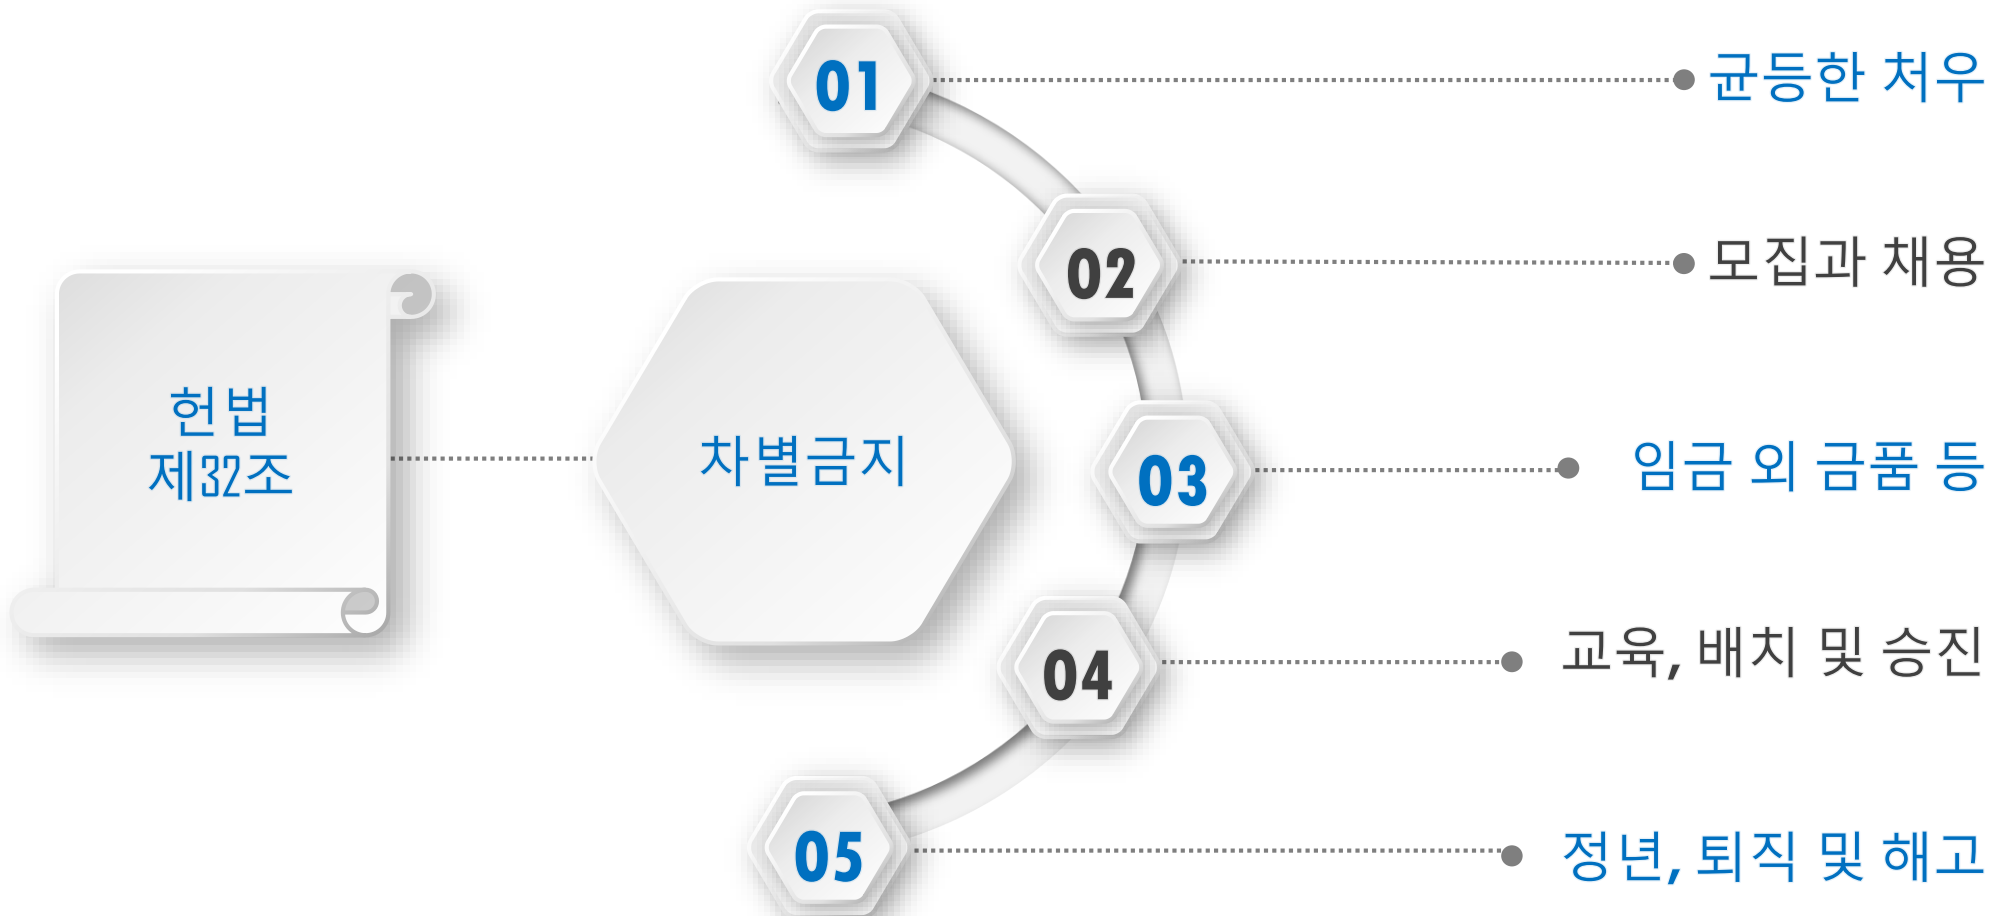 헌법
제32조
차별금지
01
균등한 처우
02
모집과 채용
03
임금 외 금품 등
04
교육, 배치 및 승진
05
정년, 퇴직 및 해고